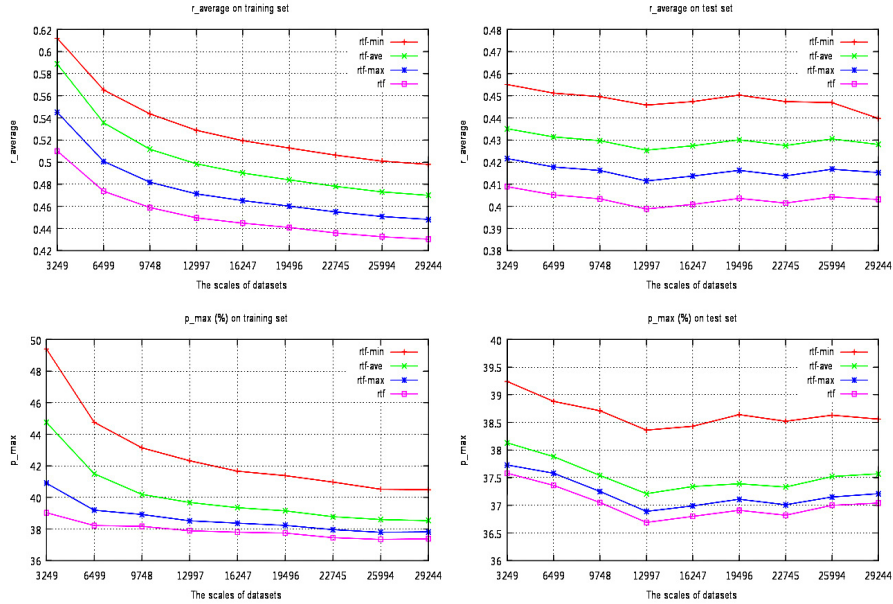 r_average on training set
0.62
0.6
0.58
0.56
0.54
0.52
0.5
0.48
0.46
0.44
0.42
r_average
rtf-min
rtf-ave
rtf-max
rtf
3249 6499 9748 12997 16247 19496 22745 25994 29244
The scales of datasets
r_average on test set
0.48
0.47
0.46
0.45
0.44
0.43
0.42
0.41
0.4
0.39
0.38
r_average
rtf-min
rtf-ave
rtf-max
rtf
3249 6499 9748 12997 16247 19496 22745 25994 29244
The scales of datasets
p_max (%) on training set
50
48
46
44
42
40
38
36
p_max
rtf-min
rtf-ave
rtf-max
rtf
3249 6499 9748 12997 16247 19496 22745 25994 29244
The scales of datasets
p_max (%) on test set
40
39.5
39
38.5
38
37.5
37
36.5
36
p_max
rtf-min
rtf-ave
rtf-max
rtf
3249 6499 9748 12997 16247 19496 22745 25994 29244
The scales of datasets